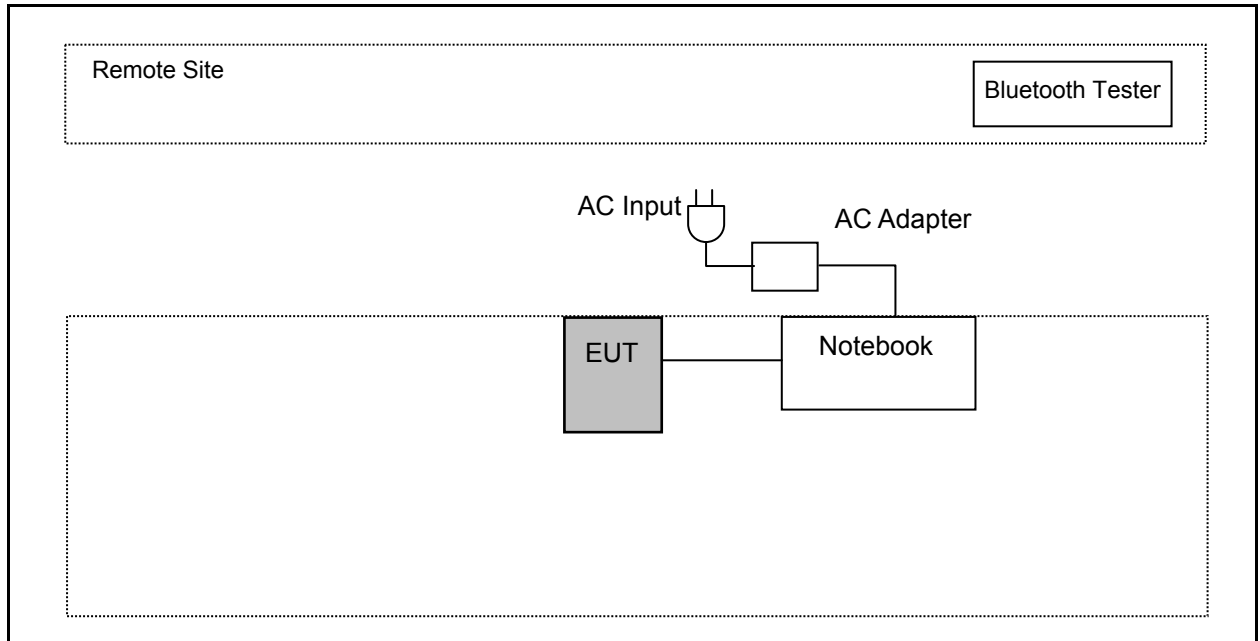 Remote Site
Bluetooth Tester
AC Input
AC Adapter
EUT
Notebook